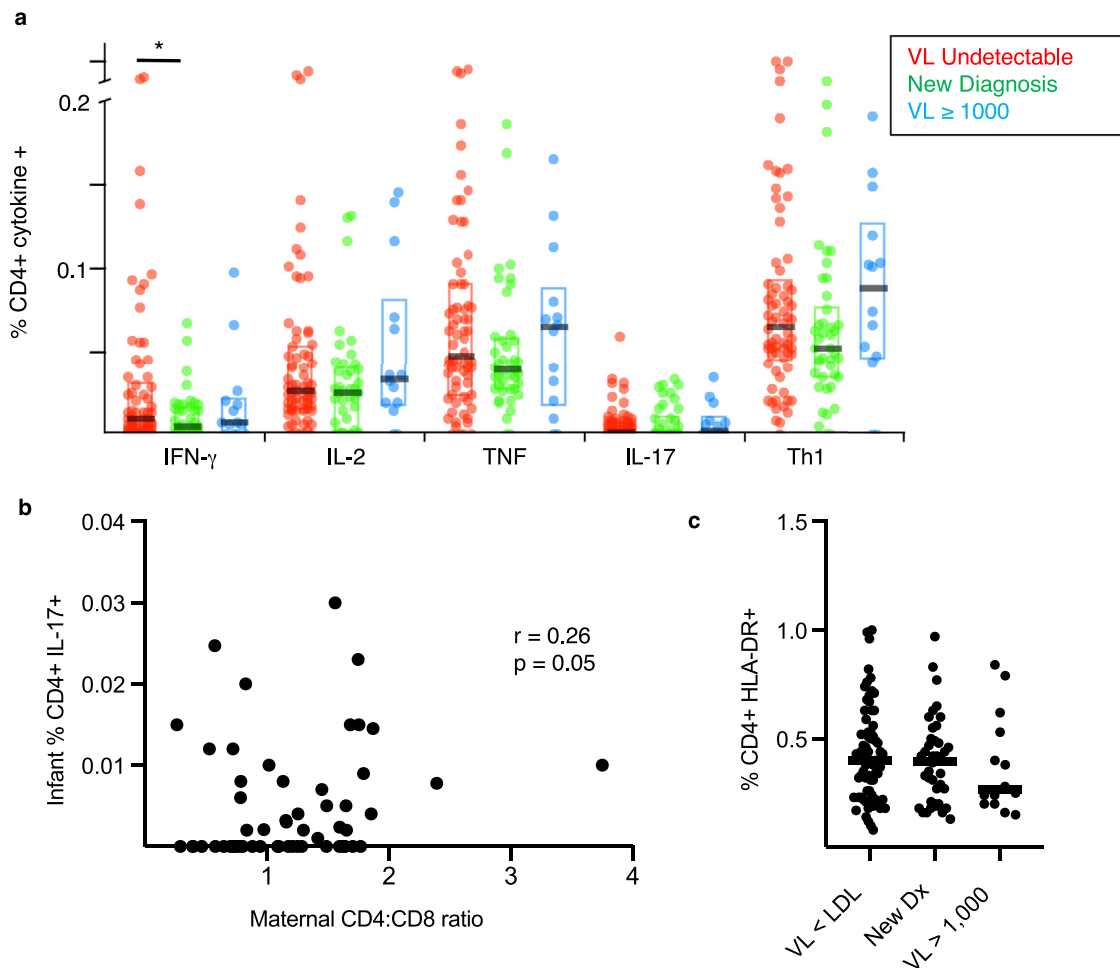 a
*
VL Undetectable
New Diagnosis
VL ≥ 1000
% CD4+ cytokine +
0.2
0.1
IFN-γ
IL-2
TNF
IL-17
Th1
b
Infant % CD4+ IL-17+
0.04
0.03
0.02
0.01
r = 0.26
p = 0.05
1
2
3
4
Maternal CD4:CD8 ratio
c
% CD4+ HLA-DR+
1.5
1.0
0.5
VL < LDL
New Dx
VL > 1,000